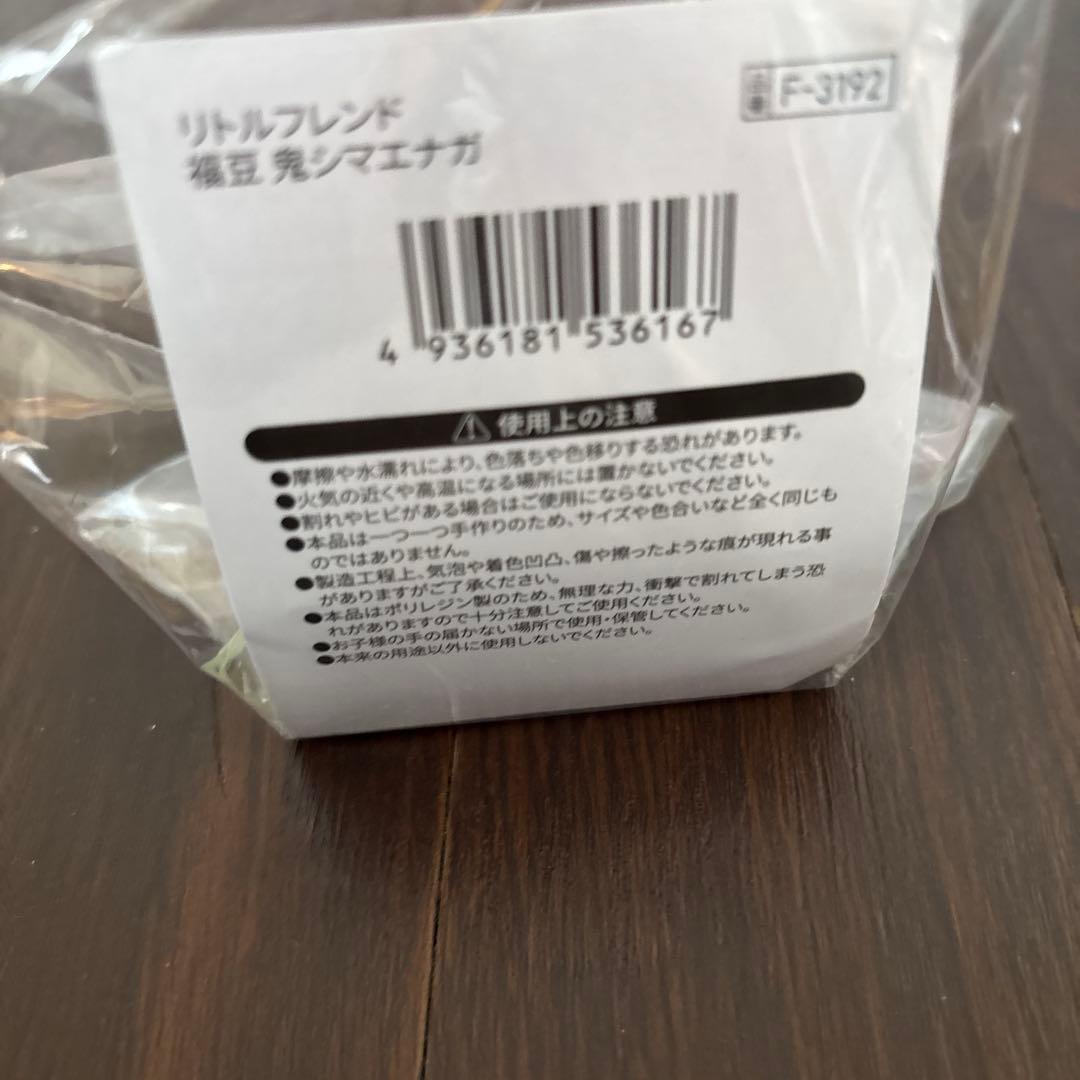 リトルフレンド
福豆 鬼シマエナガ
品番 F-3192
4 936181 536167
⚠ 使用上の注意
●摩擦や水濡れにより、色落ちや色移りする恐れがあります。
●火気の近くや高温になる場所には置かないでください。
●割れやヒビがある場合はご使用にならないでください。
●本品は一つ一つ手作りのため、サイズや色合いなど全く同じも
のではありません。
●製造工程上、気泡や着色凹凸、傷や擦ったような痕が現れる事
がありますがご了承ください。
●本品はポリレジン製のため、無理な力、衝撃で割れてしまう恐
れがありますので十分注意してご使用ください。
●お子様の手の届かない場所で使用・保管してください。
●本来の用途以外に使用しないでください。